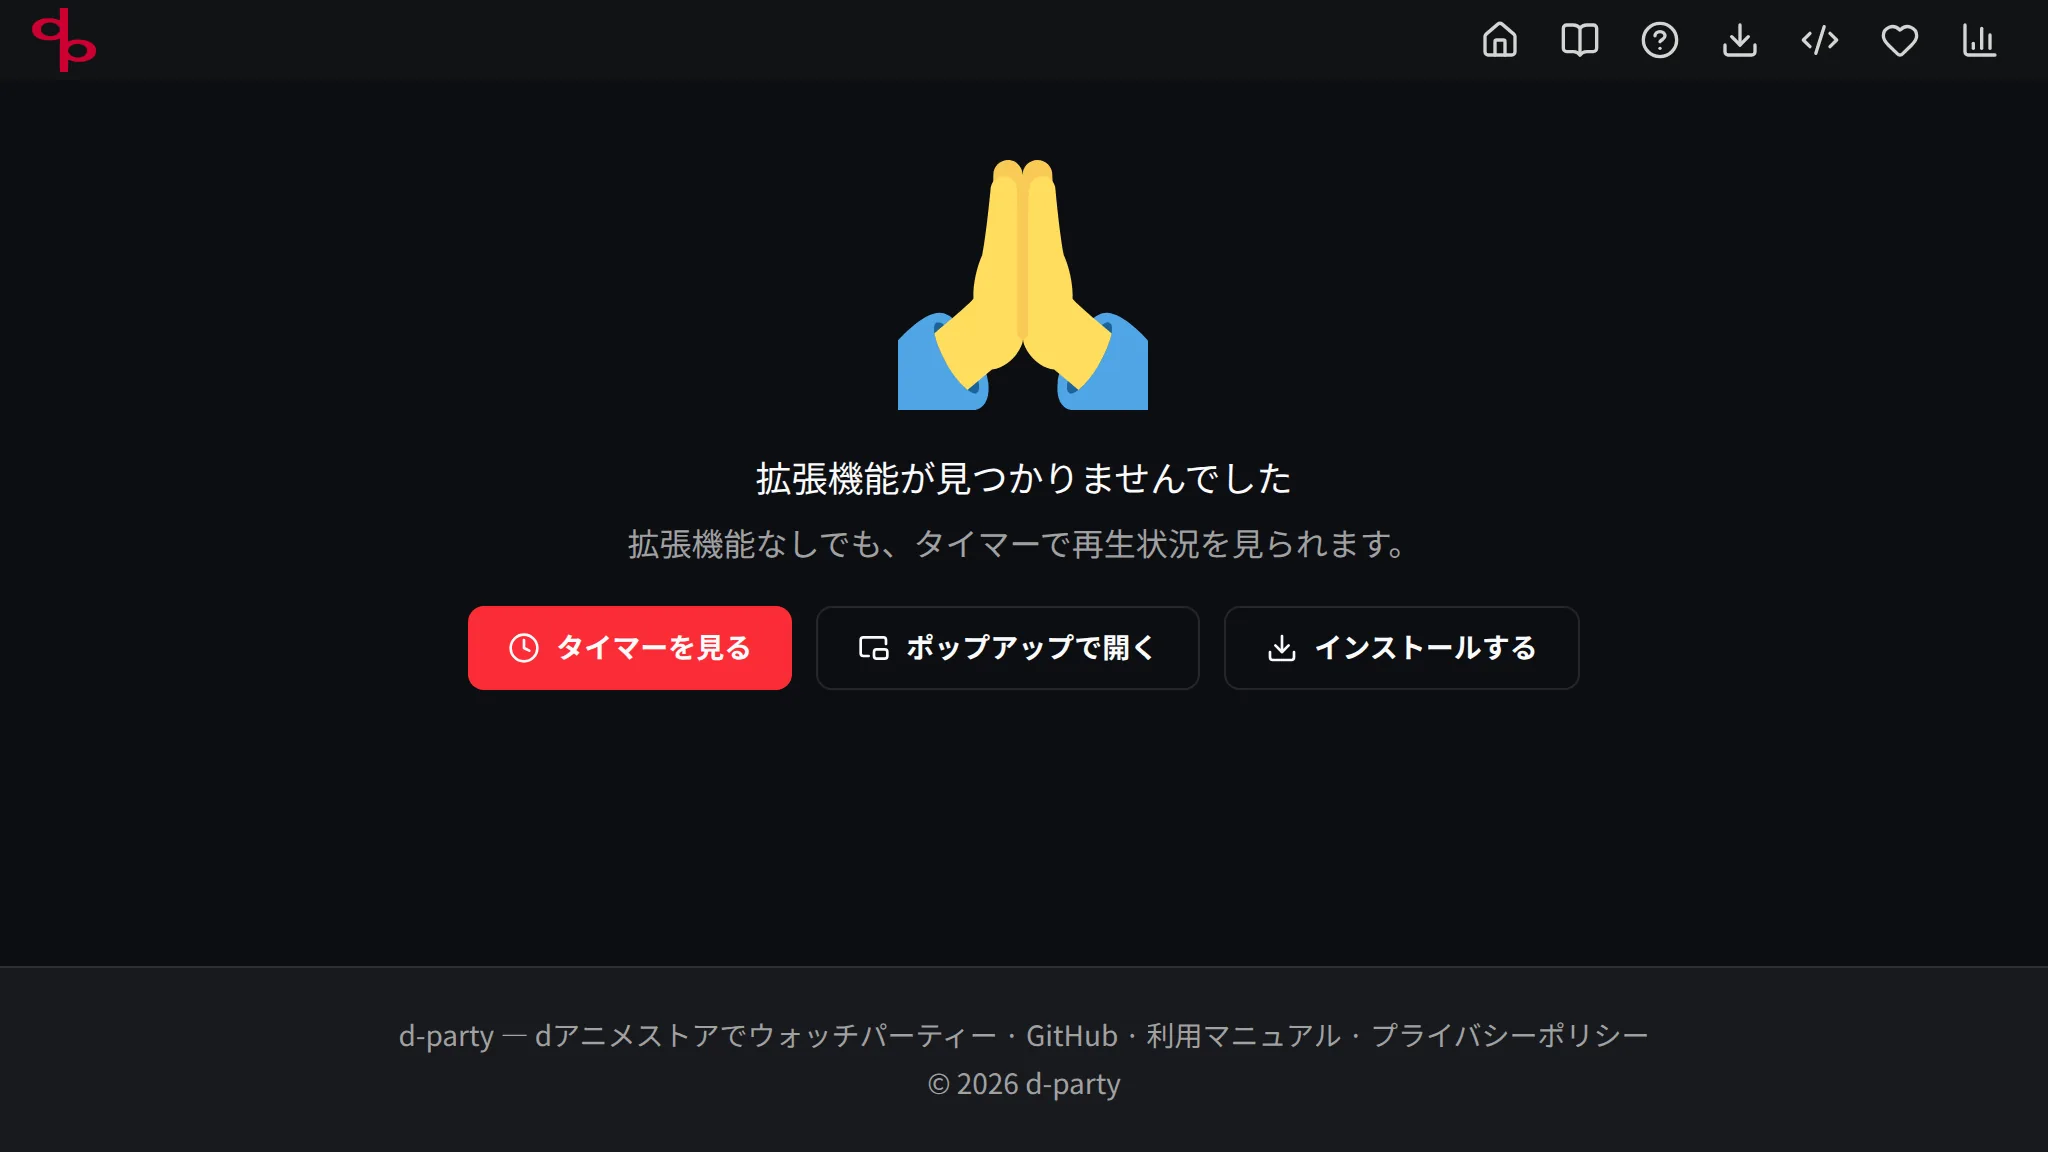 dp
拡張機能が見つかりませんでした
拡張機能なしでも、タイマーで再生状況を見られます。
タイマーを見る
ポップアップで開く
インストールする
d-party — dアニメストアでウォッチパーティー · GitHub · 利用マニュアル · プライバシーポリシー
© 2026 d-party